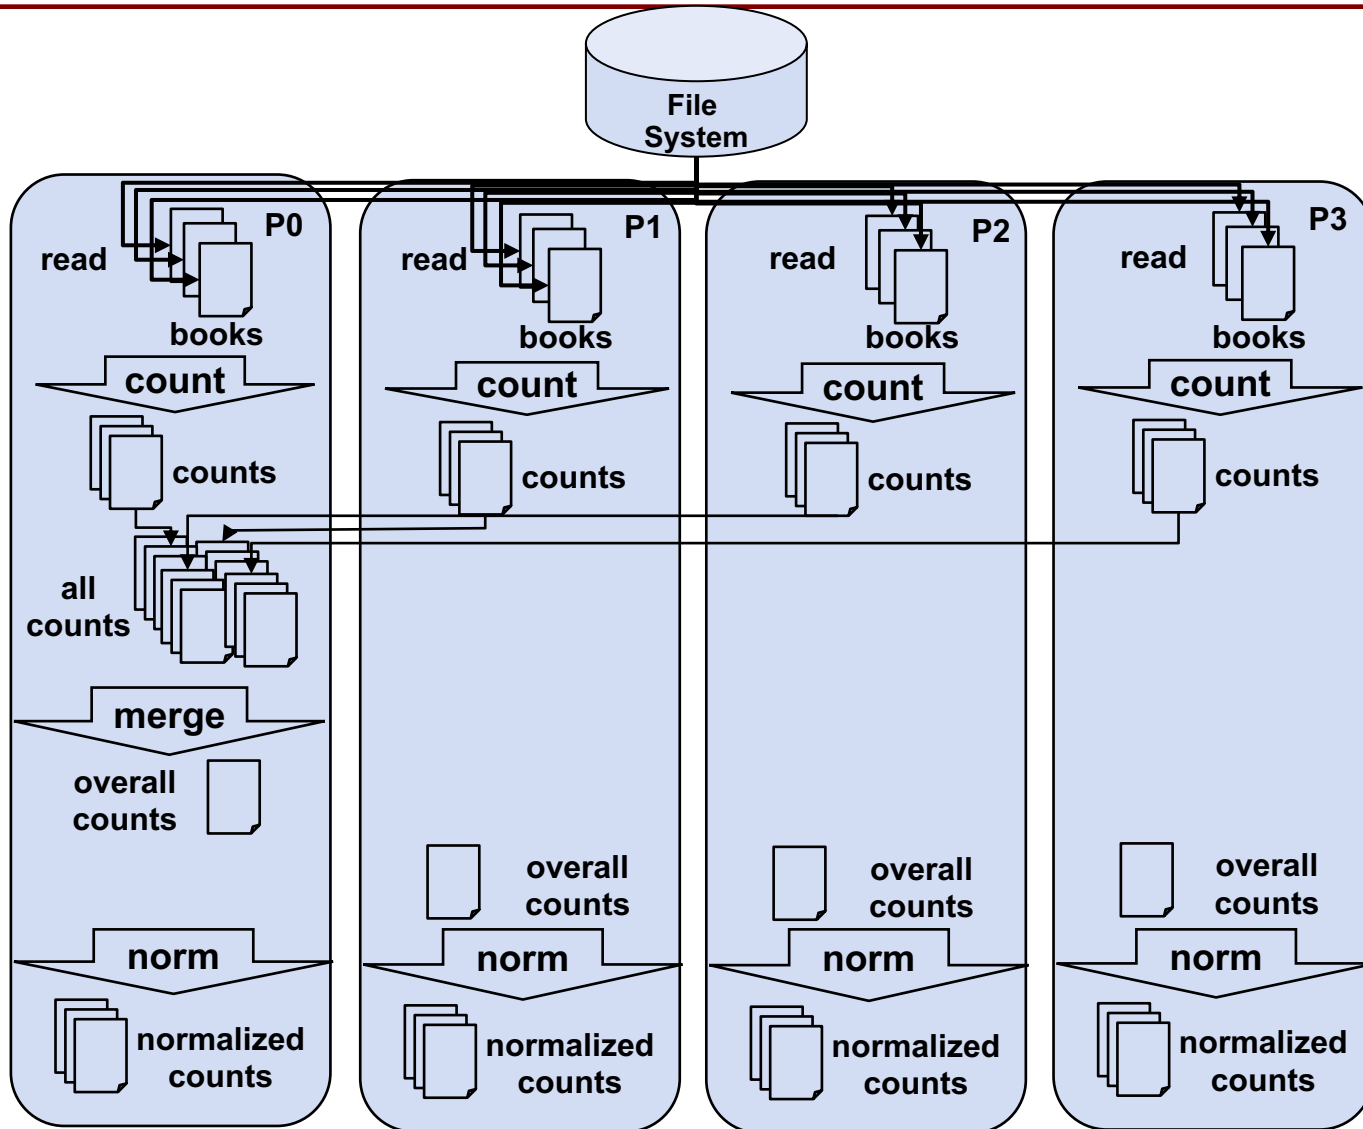 File
System
P0
P1
P2
P3
read
read
read
read
books
books
books
books
count
count
count
count
counts
counts
counts
counts
all
counts
merge
overall
counts
overall
counts
overall
counts
overall
counts
norm
norm
norm
norm
normalized
counts
normalized
counts
normalized
counts
normalized
counts